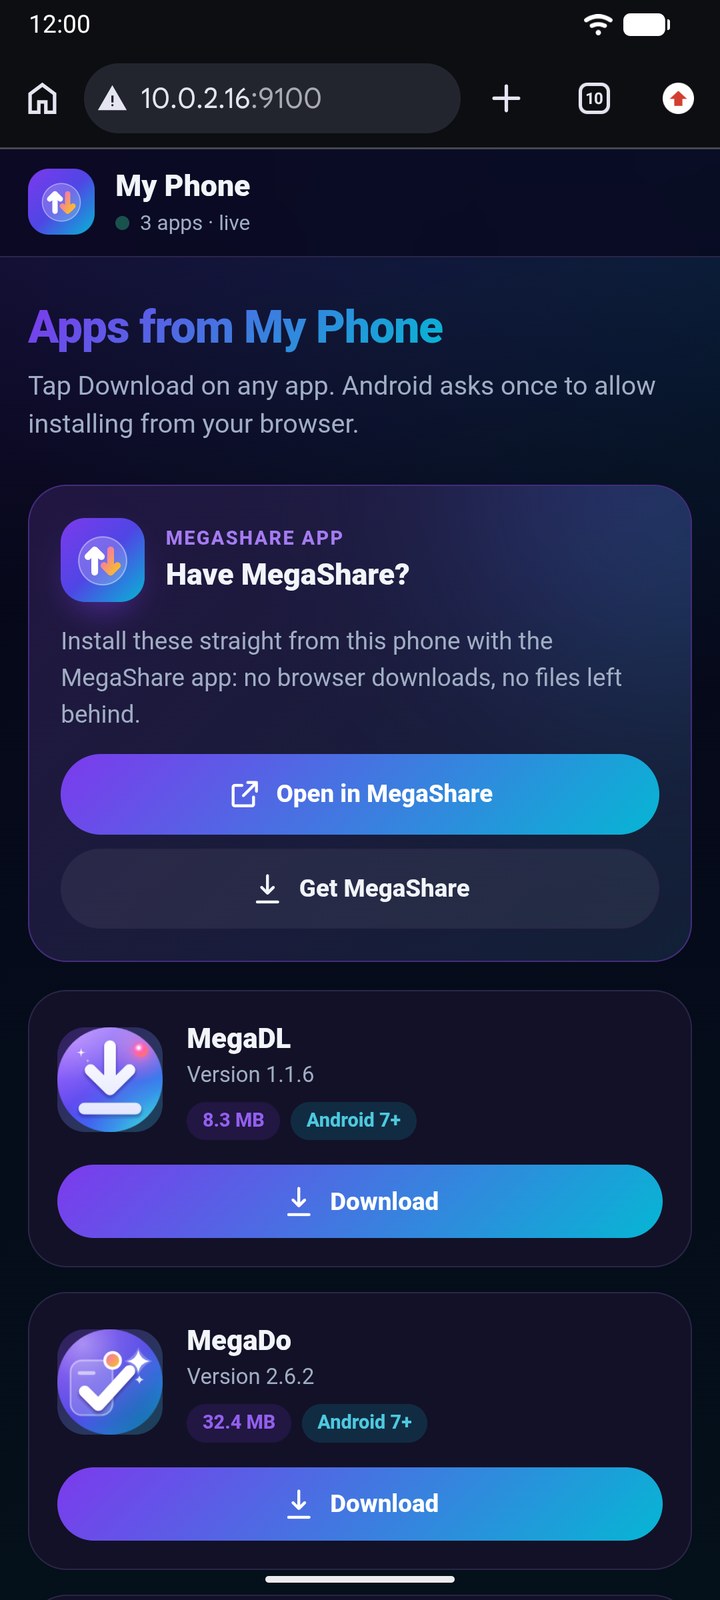 12:00
10.0.2.16:9100
10
My Phone
3 apps · live
Apps from My Phone
Tap Download on any app. Android asks once to allow
installing from your browser.
MEGASHARE APP
Have MegaShare?
Install these straight from this phone with the
MegaShare app: no browser downloads, no files left
behind.
Open in MegaShare
Get MegaShare
MegaDL
Version 1.1.6
8.3 MB
Android 7+
Download
MegaDo
Version 2.6.2
32.4 MB
Android 7+
Download